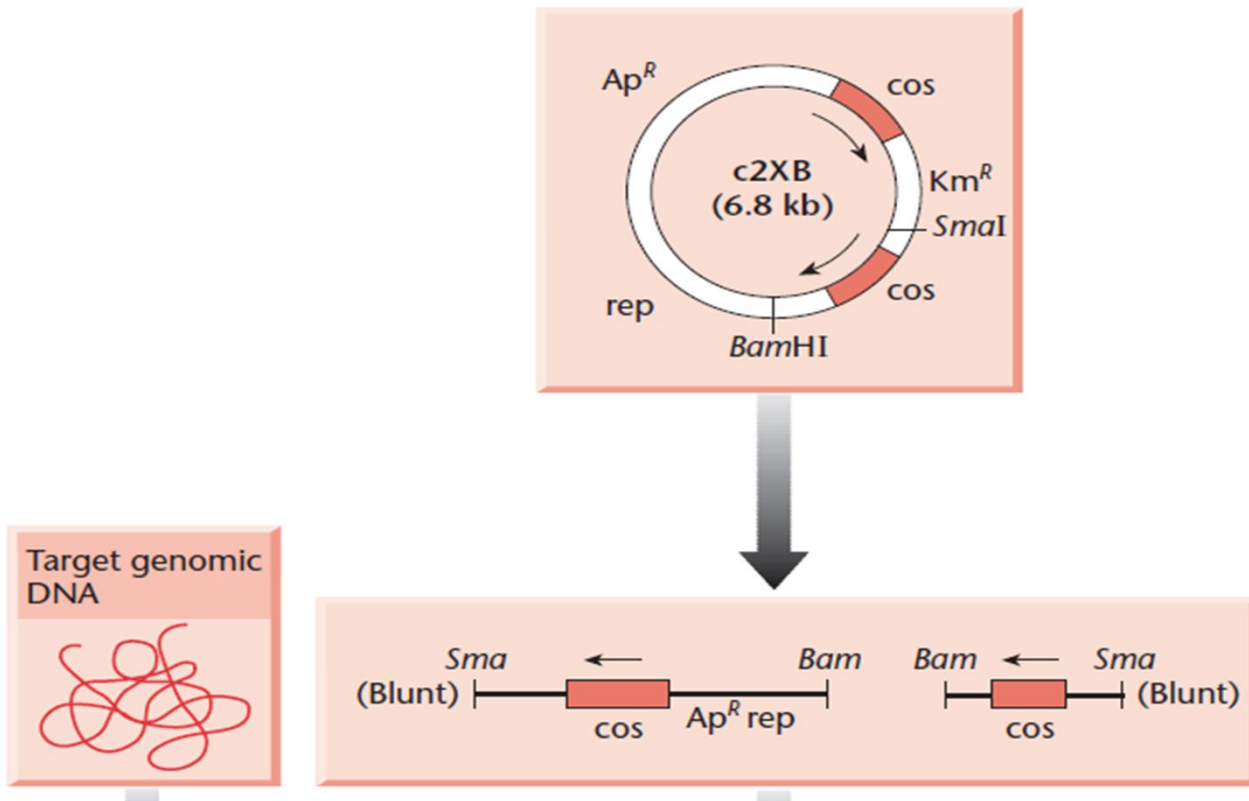 Ap^R
cos
c2XB
(6.8 kb)
Km^R
SmaI
cos
rep
BamHI
Target genomic
DNA
Sma
(Blunt)
cos
Ap^R rep
Bam
Bam
cos
Sma
(Blunt)